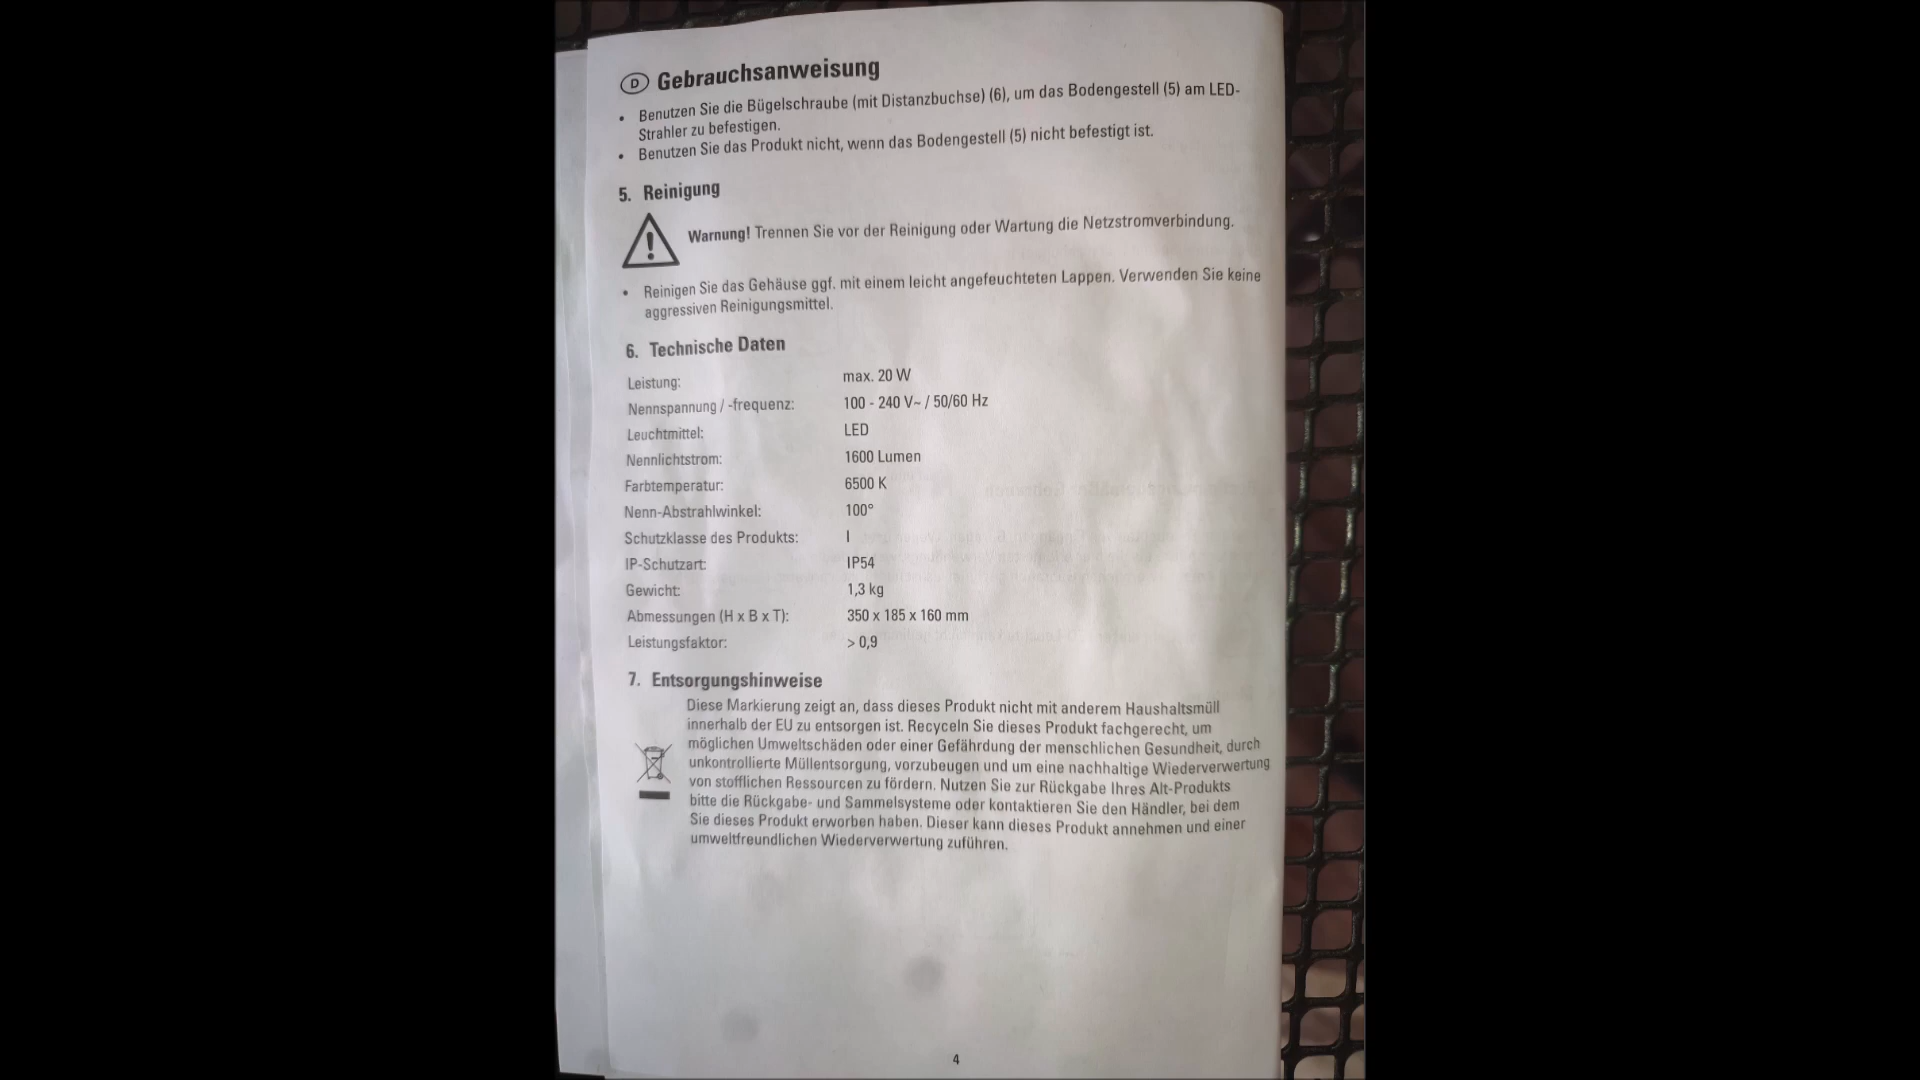 D Gebrauchsanweisung
• Benutzen Sie die Bügelschraube (mit Distanzbuchse) (6), um das Bodengestell (5) am LED-
Strahler zu befestigen.
• Benutzen Sie das Produkt nicht, wenn das Bodengestell (5) nicht befestigt ist.
5. Reinigung
Warnung! Trennen Sie vor der Reinigung oder Wartung die Netzstromverbindung.
• Reinigen Sie das Gehäuse ggf. mit einem leicht angefeuchteten Lappen. Verwenden Sie keine
aggressiven Reinigungsmittel.
6. Technische Daten
Leistung: max. 20 W
Nennspannung / -frequenz: 100 - 240 V~ / 50/60 Hz
Leuchtmittel: LED
Nennlichtstrom: 1600 Lumen
Farbtemperatur: 6500 K
Nenn-Abstrahlwinkel: 100°
Schutzklasse des Produkts: I
IP-Schutzart: IP54
Gewicht: 1,3 kg
Abmessungen (H x B x T): 350 x 185 x 160 mm
Leistungsfaktor: > 0,9
7. Entsorgungshinweise
Diese Markierung zeigt an, dass dieses Produkt nicht mit anderem Haushaltsmüll
innerhalb der EU zu entsorgen ist. Recyceln Sie dieses Produkt fachgerecht, um
möglichen Umweltschäden oder einer Gefährdung der menschlichen Gesundheit, durch
unkontrollierte Müllentsorgung, vorzubeugen und um eine nachhaltige Wiederverwertung
von stofflichen Ressourcen zu fördern. Nutzen Sie zur Rückgabe Ihres Alt-Produkts
bitte die Rückgabe- und Sammelsysteme oder kontaktieren Sie den Händler, bei dem
Sie dieses Produkt erworben haben. Dieser kann dieses Produkt annehmen und einer
umweltfreundlichen Wiederverwertung zuführen.
4